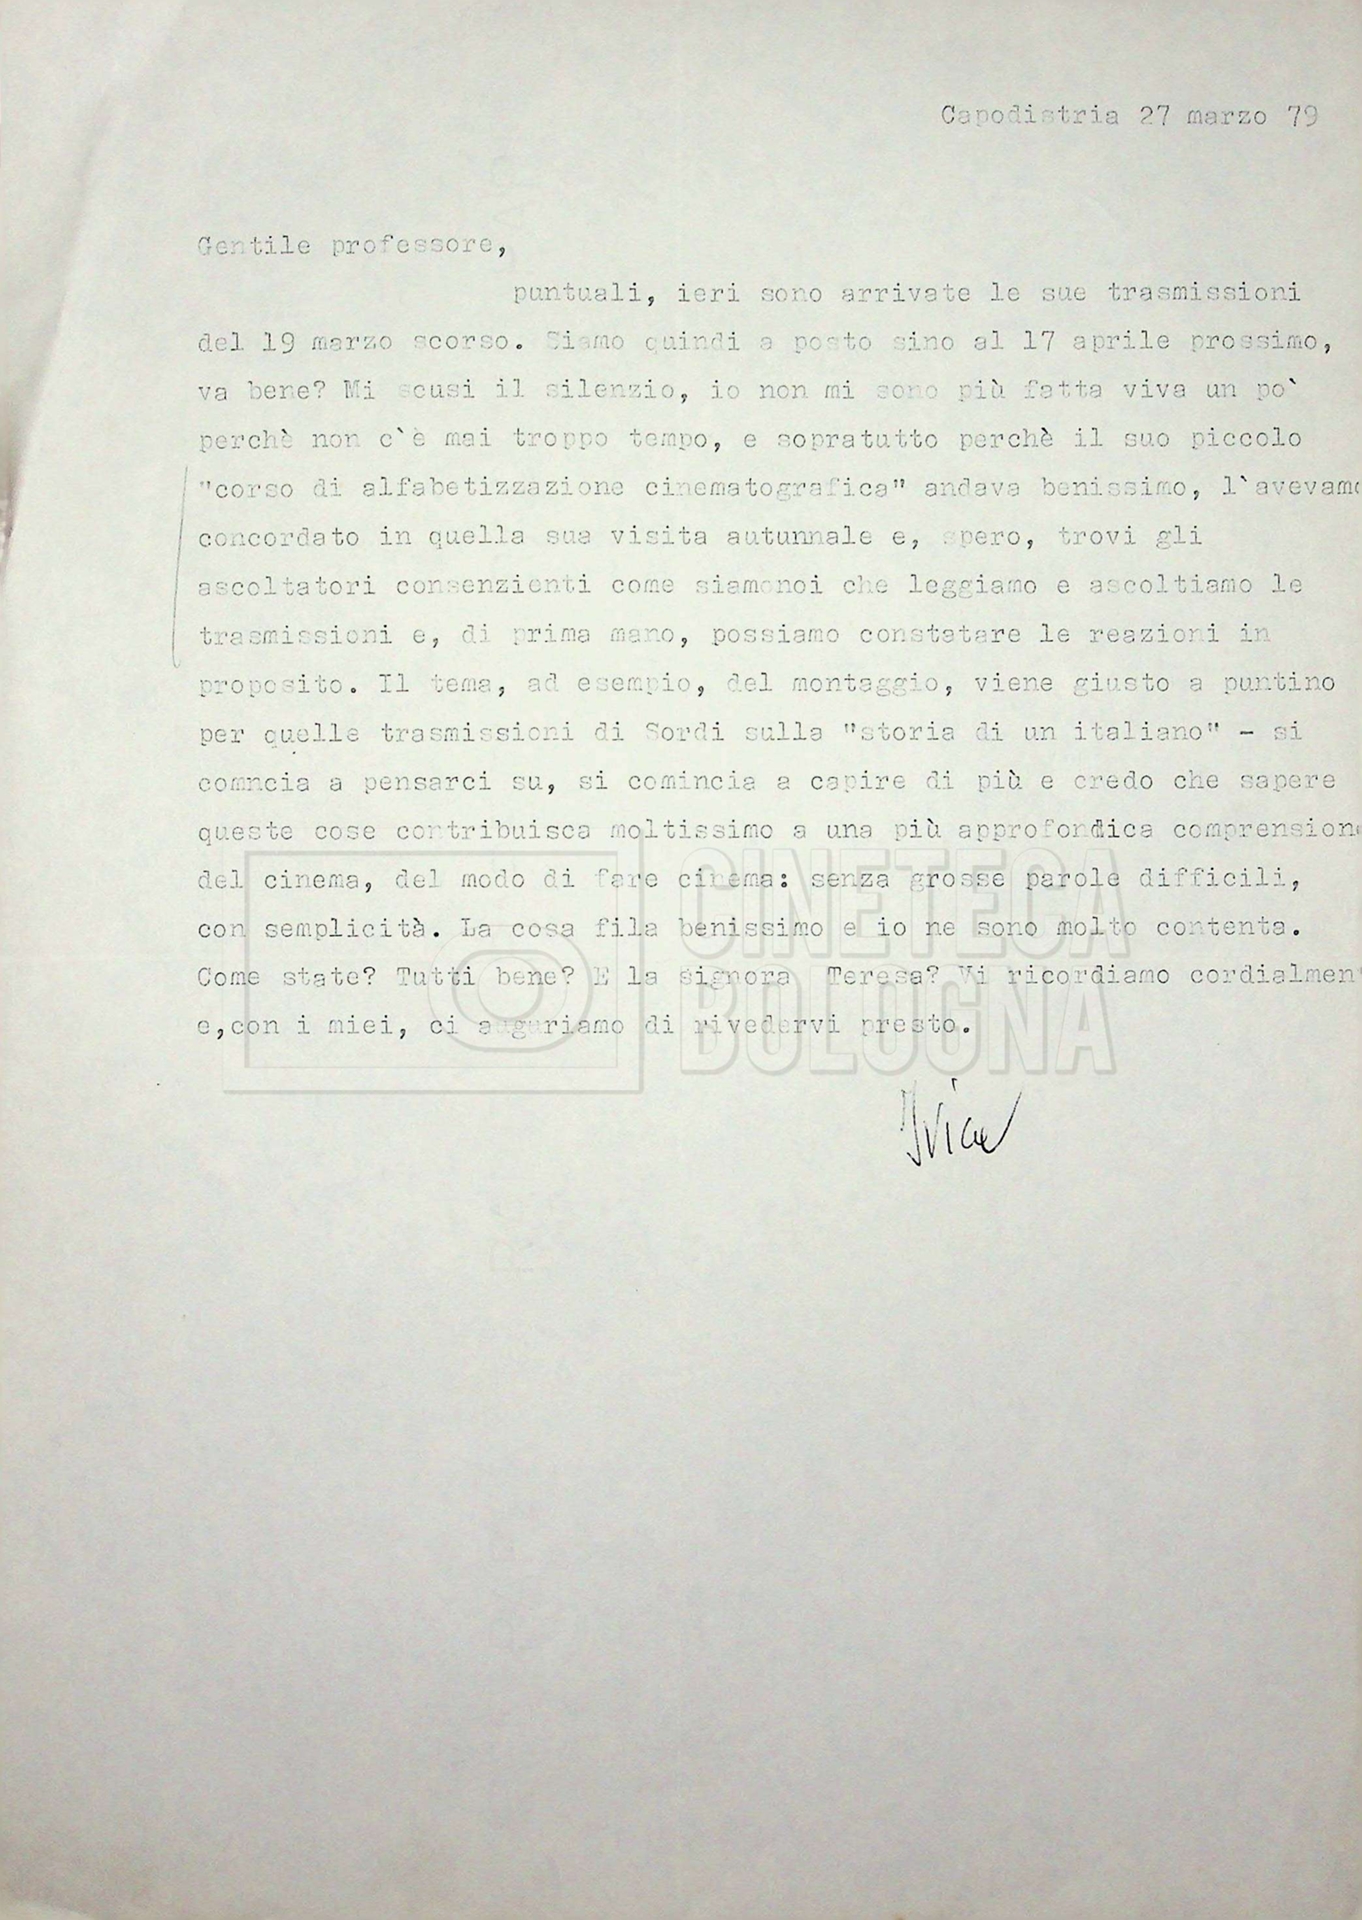 Capodistria 27 marzo 79
Gentile professore,
puntuali, ieri sono arrivate le sue trasmissioni
del 19 marzo scorso. Siamo quindi a posto sino al 17 aprile prossimo,
va bene? Mi scusi il silenzio, io non mi sono più fatta viva un po`
perchè non c`è mai troppo tempo, e sopratutto perchè il suo piccolo
"corso di alfabetizzazione cinematografica" andava benissimo, l`avevamo
concordato in quella sua visita autunnale e, spero, trovi gli
ascoltatori consenzienti come siamonoi che leggiamo e ascoltiamo le
trasmissioni e, di prima mano, possiamo constatare le reazioni in
proposito. Il tema, ad esempio, del montaggio, viene giusto a puntino
per quelle trasmissioni di Sordi sulla "storia di un italiano" - si
comncia a pensarci su, si comincia a capire di più e credo che sapere
queste cose contribuisca moltissimo a una più comprensione
del cinema, del modo di fare cinema: senza grosse parole difficili,
con semplicità. La cosa fila benissimo e io ne sono molto contenta.
Come state? Tutti bene? E la signora Teresa? Vi ricordiamo cordialmen
e,con i miei, ci auguriamo di rivedervi presto.
CINETECA
BOLOGNA